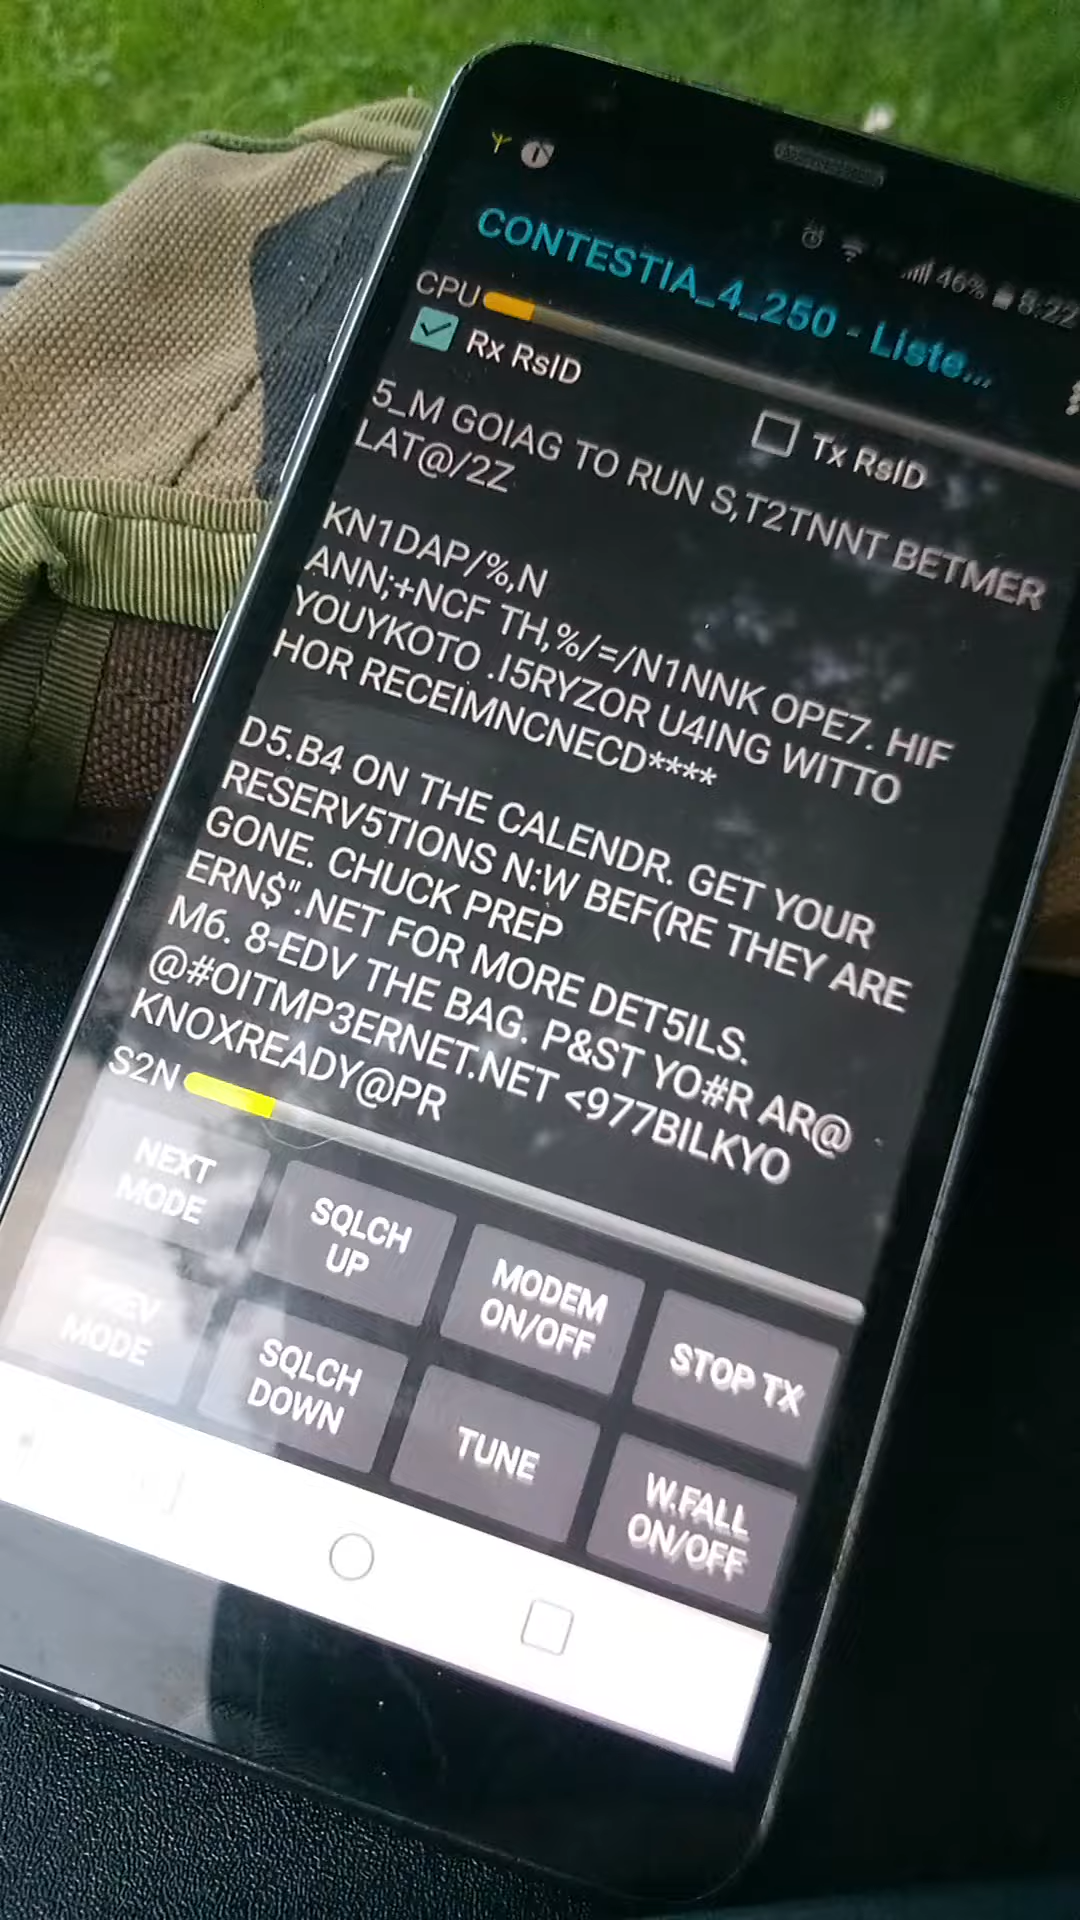 46% 8:22
CONTESTIA_4_250 - Liste...
CPU
Rx RsID
Tx RsID
5_M GOIAG TO RUN S,T2TNNT BETMER
LAT@/2Z
KN1DAP/%,N
ANN;+NCF TH,%/=/N1NNK OPE7. HIF
YOUYKOTO .I5RYZOR U4ING WITTO
HOR RECEIMNCNECD****
D5.B4 ON THE CALENDR. GET YOUR
RESERV5TIONS N:W BEF(RE THEY ARE
GONE. CHUCK PREP
ERN$".NET FOR MORE DET5ILS.
M6. 8-EDV THE BAG. P&ST YO#R AR@
@#OITMP3ERNET.NET <977BILKYO
KNOXREADY@PR
S2N
NEXT
MODE
SQLCH
UP
MODEM
ON/OFF
STOP TX
PREV
MODE
SQLCH
DOWN
TUNE
W.FALL
ON/OFF